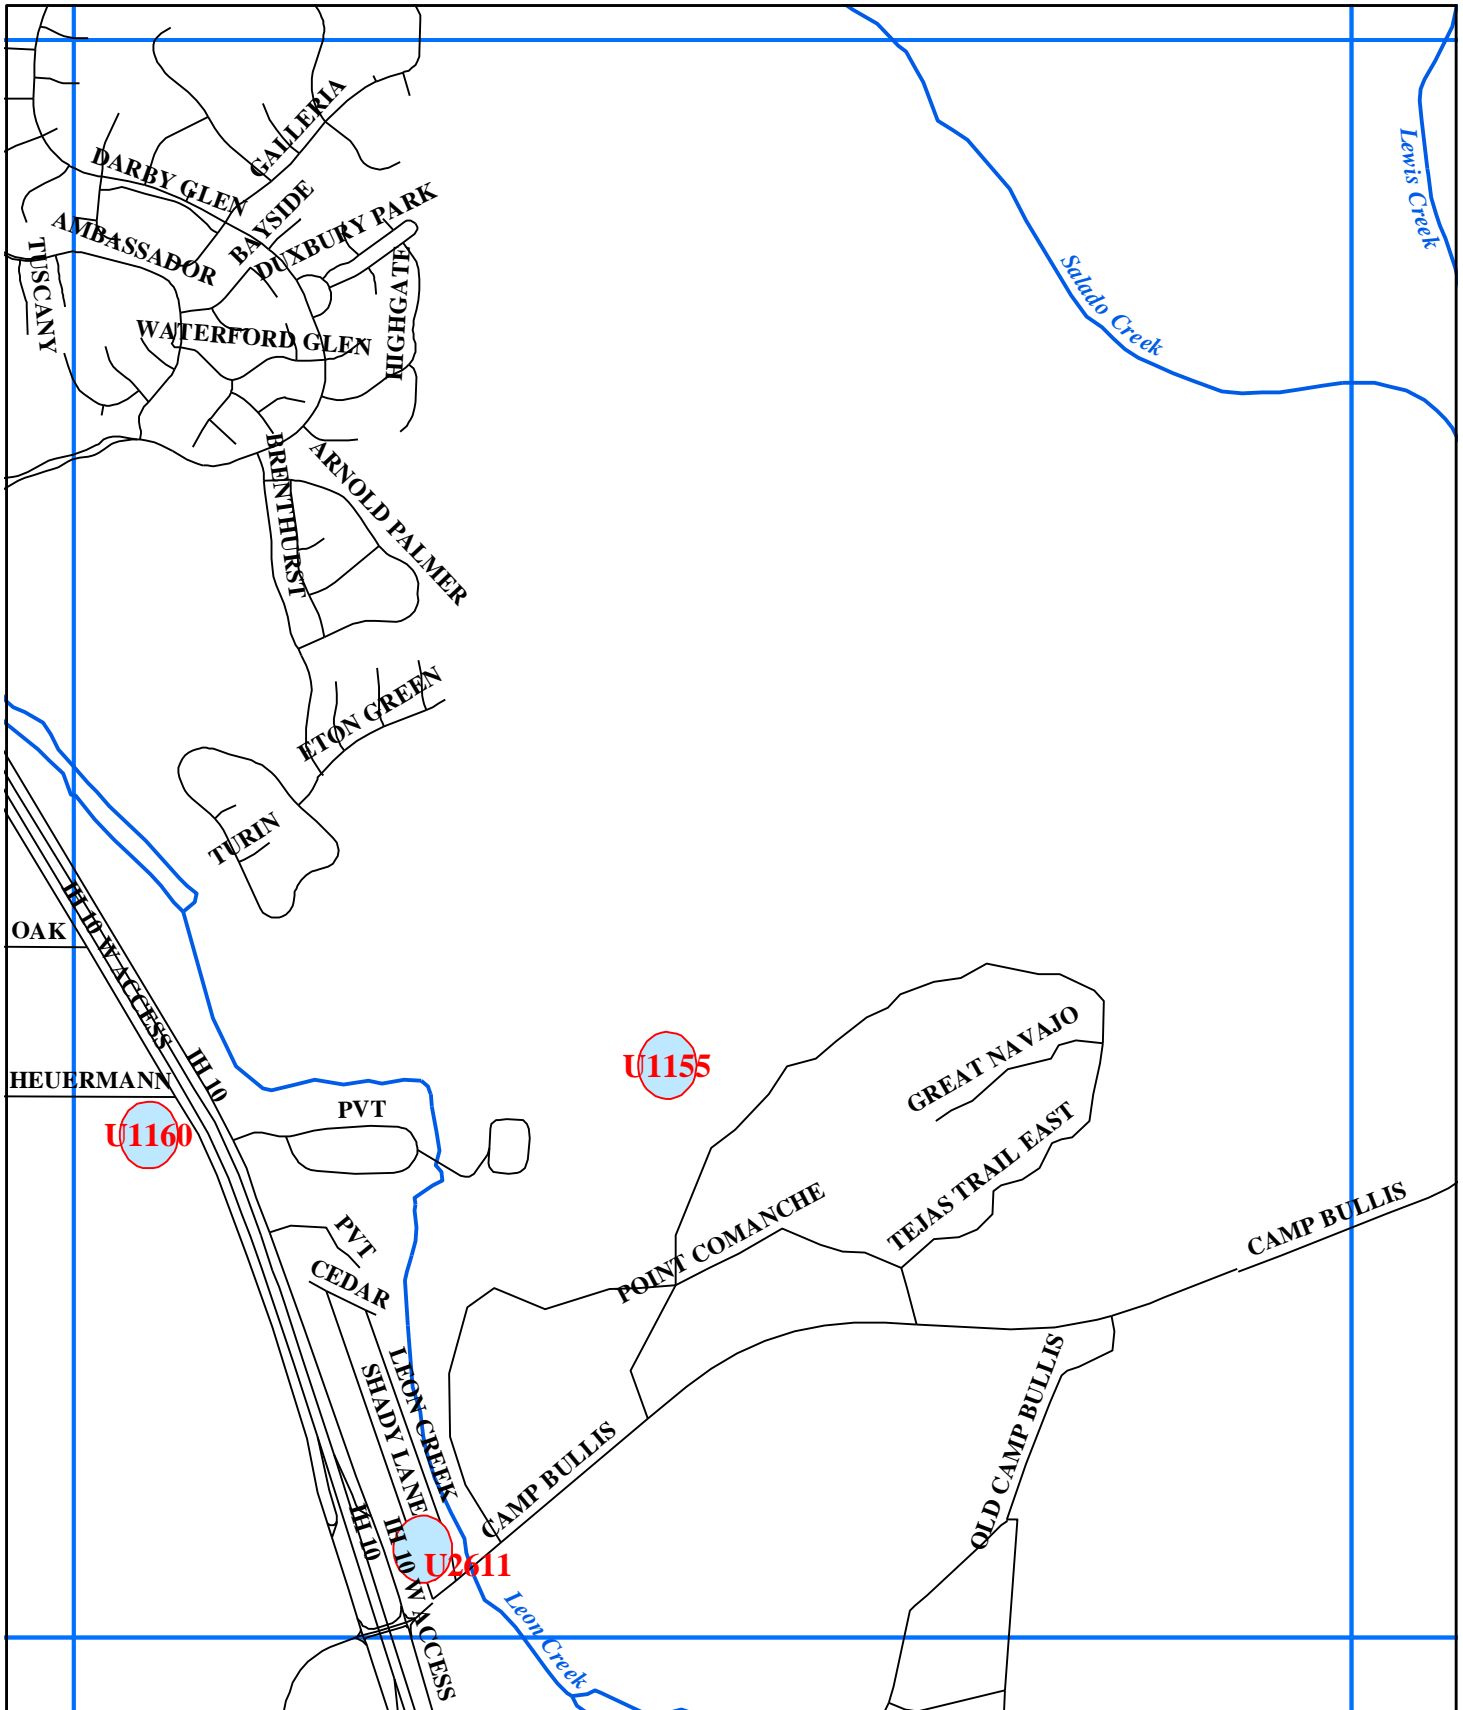 GALLERIA
DARBY GLEN
Lewis Creek
BAYSIDE
DUXBURY PARK
AMBASSADOR
TUSCANY
HIGHGATE
Salado Creek
WATERFORD GLEN
BRENTHURST
ARNOLD PALMER
ETON GREEN
TURIN
IH 10 W ACCESS
OAK
GREAT NAVAJO
IH 10
U1155
HEUERMANN
PVT
U1160
TEJAS TRAIL EAST
POINT COMANCHE
CAMP BULLIS
PVT
CEDAR
LEON CREEK
SHADY LANE
OLD CAMP BULLIS
CAMP BULLIS
IH 10
IH 10 W ACCESS
U2611
Leon Creek